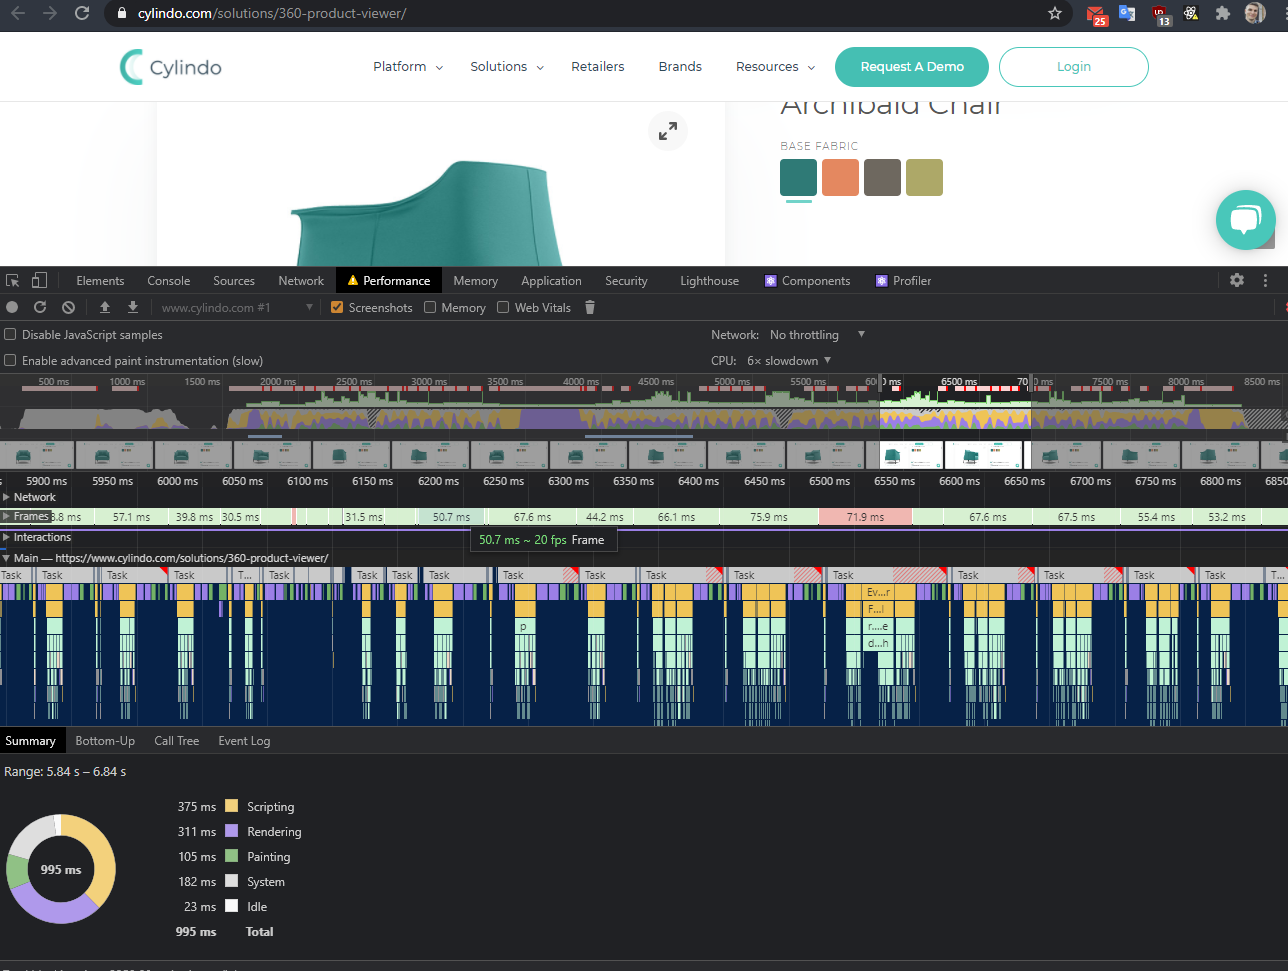 cylindo.com/solutions/360-product-viewer/
25
13
Cylindo
Platform Solutions Retailers Brands Resources Request A Demo Login
Archibald Chair
BASE FABRIC
Elements Console Sources Network Performance Memory Application Security Lighthouse Components Profiler
www.cylindo.com #1 Screenshots Memory Web Vitals
Disable JavaScript samples Network: No throttling
Enable advanced paint instrumentation (slow) CPU: 6× slowdown
500 ms 1000 ms 1500 ms 2000 ms 2500 ms 3000 ms 3500 ms 4000 ms 4500 ms 5000 ms 5500 ms 0 ms 6500 ms 70 0 ms 7500 ms 8000 ms 8500 ms
5900 ms 5950 ms 6000 ms 6050 ms 6100 ms 6150 ms 6200 ms 6250 ms 6300 ms 6350 ms 6400 ms 6450 ms 6500 ms 6550 ms 6600 ms 6650 ms 6700 ms 6750 ms 6800 ms 6850
Network
Frames 8.8 ms 57.1 ms 39.8 ms 30.5 ms 31.5 ms 50.7 ms 67.6 ms 44.2 ms 66.1 ms 75.9 ms 71.9 ms 67.6 ms 67.5 ms 55.4 ms 53.2 ms
Interactions
50.7 ms ~ 20 fps Frame
Main — https://www.cylindo.com/solutions/360-product-viewer/
Task Task Task Task T... Task Task Task Task Task Task Task Task Task Task Task Task Task T...
Ev...r
F...l
p r....e
d...h
Summary Bottom-Up Call Tree Event Log
Range: 5.84 s – 6.84 s
375 ms Scripting
311 ms Rendering
105 ms Painting
995 ms
182 ms System
23 ms Idle
995 ms Total